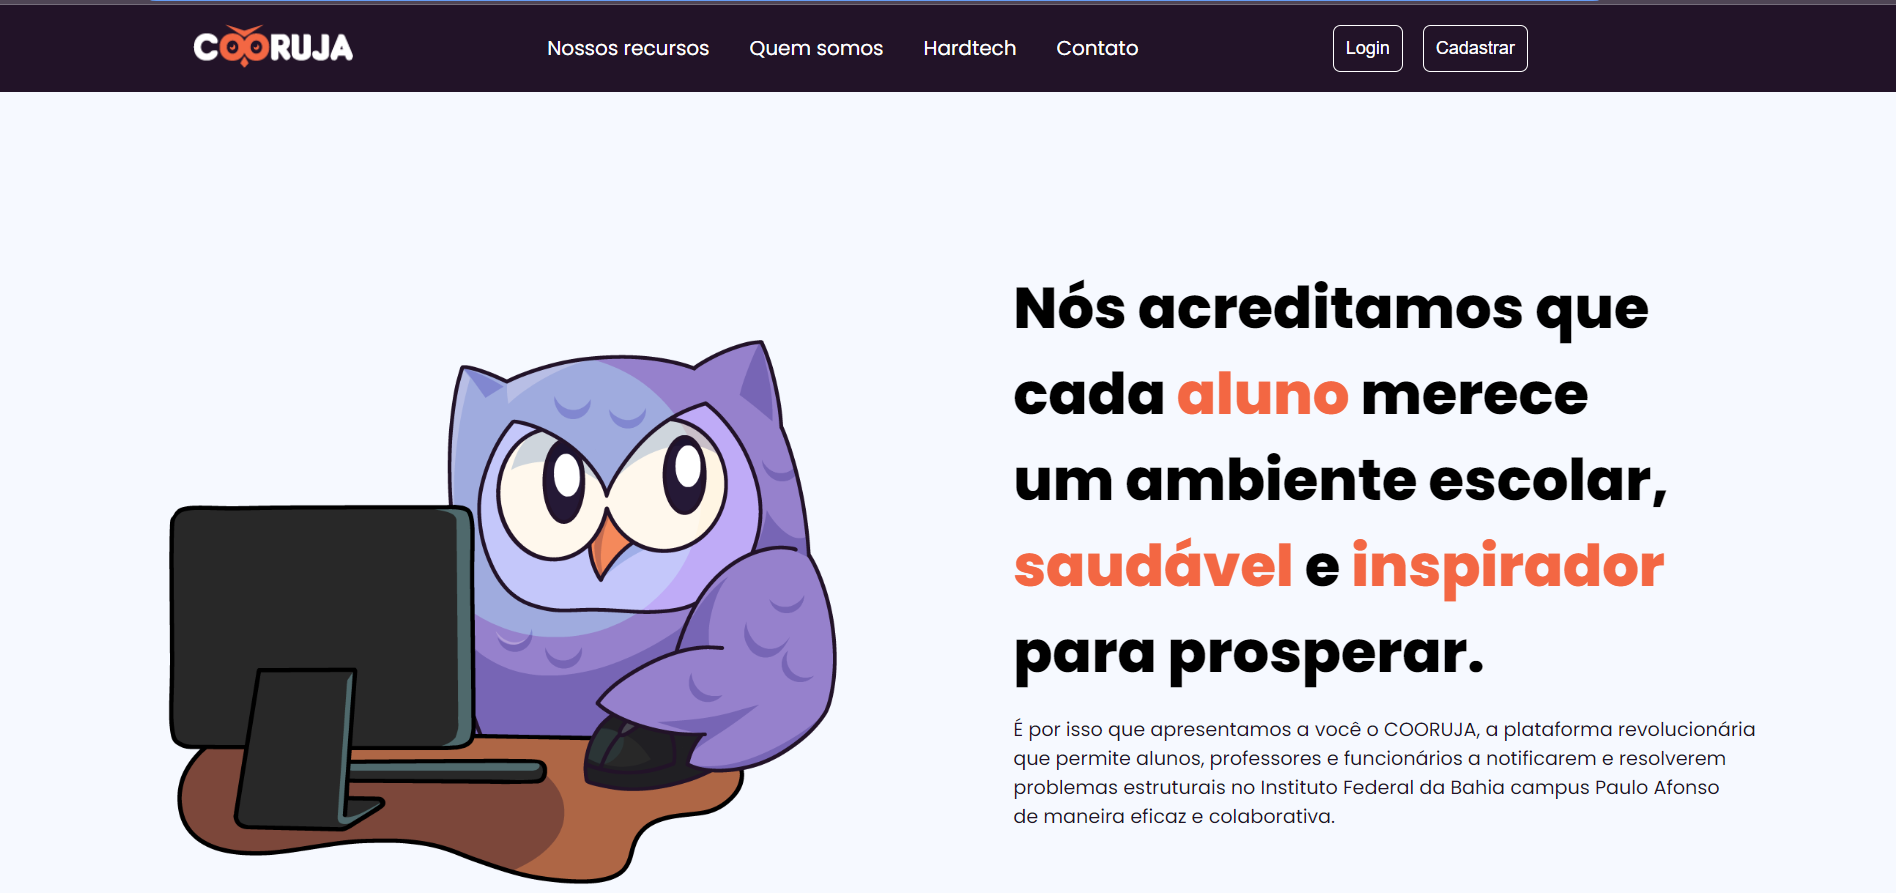 COORUJA
Nossos recursos Quem somos Hardtech Contato
Login Cadastrar
Nós acreditamos que
cada aluno merece
um ambiente escolar,
saudável e inspirador
para prosperar.
É por isso que apresentamos a você o COORUJA, a plataforma revolucionária
que permite alunos, professores e funcionários a notificarem e resolverem
problemas estruturais no Instituto Federal da Bahia campus Paulo Afonso
de maneira eficaz e colaborativa.